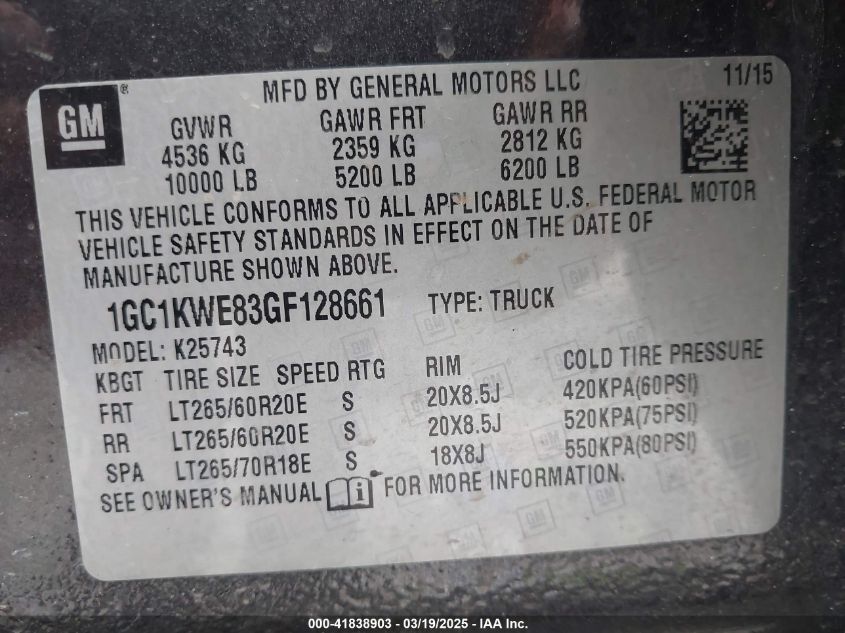 MFD BY GENERAL MOTORS LLC 11/15
GM ®
GVWR GAWR FRT GAWR RR
4536 KG 2359 KG 2812 KG
10000 LB 5200 LB 6200 LB
THIS VEHICLE CONFORMS TO ALL APPLICABLE U.S. FEDERAL MOTOR
VEHICLE SAFETY STANDARDS IN EFFECT ON THE DATE OF
MANUFACTURE SHOWN ABOVE.
1GC1KWE83GF128661 TYPE: TRUCK
MODEL: K25743
KBGT TIRE SIZE SPEED RTG RIM COLD TIRE PRESSURE
FRT LT265/60R20E S 20X8.5J 420KPA(60PSI)
RR LT265/60R20E S 20X8.5J 520KPA(75PSI)
SPA LT265/70R18E S 18X8J 550KPA(80PSI)
SEE OWNER'S MANUAL i FOR MORE INFORMATION.
000-41838903 - 03/19/2025 - IAA Inc.